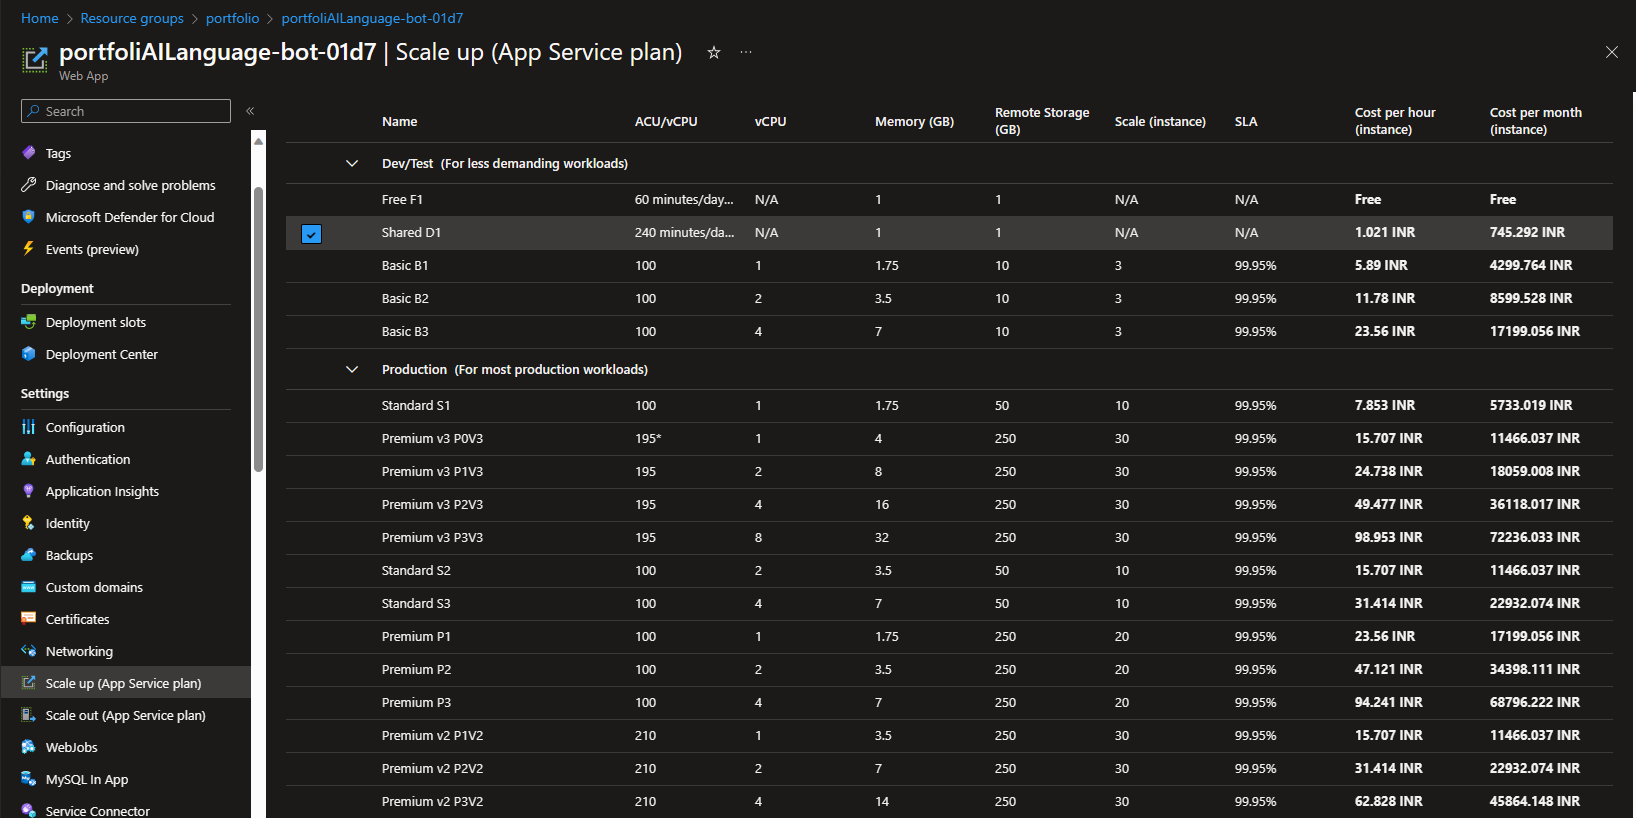 Home > Resource groups > portfolio > portfoliAILanguage-bot-01d7
portfoliAILanguage-bot-01d7 | Scale up (App Service plan)
Web App
Search
Tags
Diagnose and solve problems
Microsoft Defender for Cloud
Events (preview)
Deployment
Deployment slots
Deployment Center
Settings
Configuration
Authentication
Application Insights
Identity
Backups
Custom domains
Certificates
Networking
Scale up (App Service plan)
Scale out (App Service plan)
WebJobs
MySQL In App
Service Connector
Name ACU/vCPU vCPU Memory (GB) Remote Storage (GB) Scale (instance) SLA Cost per hour (instance) Cost per month (instance)
Dev/Test (For less demanding workloads)
Free F1 60 minutes/day... N/A 1 1 N/A N/A Free Free
Shared D1 240 minutes/da... N/A 1 1 N/A N/A 1.021 INR 745.292 INR
Basic B1 100 1 1.75 10 3 99.95% 5.89 INR 4299.764 INR
Basic B2 100 2 3.5 10 3 99.95% 11.78 INR 8599.528 INR
Basic B3 100 4 7 10 3 99.95% 23.56 INR 17199.056 INR
Production (For most production workloads)
Standard S1 100 1 1.75 50 10 99.95% 7.853 INR 5733.019 INR
Premium v3 P0V3 195* 1 4 250 30 99.95% 15.707 INR 11466.037 INR
Premium v3 P1V3 195 2 8 250 30 99.95% 24.738 INR 18059.008 INR
Premium v3 P2V3 195 4 16 250 30 99.95% 49.477 INR 36118.017 INR
Premium v3 P3V3 195 8 32 250 30 99.95% 98.953 INR 72236.033 INR
Standard S2 100 2 3.5 50 10 99.95% 15.707 INR 11466.037 INR
Standard S3 100 4 7 50 10 99.95% 31.414 INR 22932.074 INR
Premium P1 100 1 1.75 250 20 99.95% 23.56 INR 17199.056 INR
Premium P2 100 2 3.5 250 20 99.95% 47.121 INR 34398.111 INR
Premium P3 100 4 7 250 20 99.95% 94.241 INR 68796.222 INR
Premium v2 P1V2 210 1 3.5 250 30 99.95% 15.707 INR 11466.037 INR
Premium v2 P2V2 210 2 7 250 30 99.95% 31.414 INR 22932.074 INR
Premium v2 P3V2 210 4 14 250 30 99.95% 62.828 INR 45864.148 INR